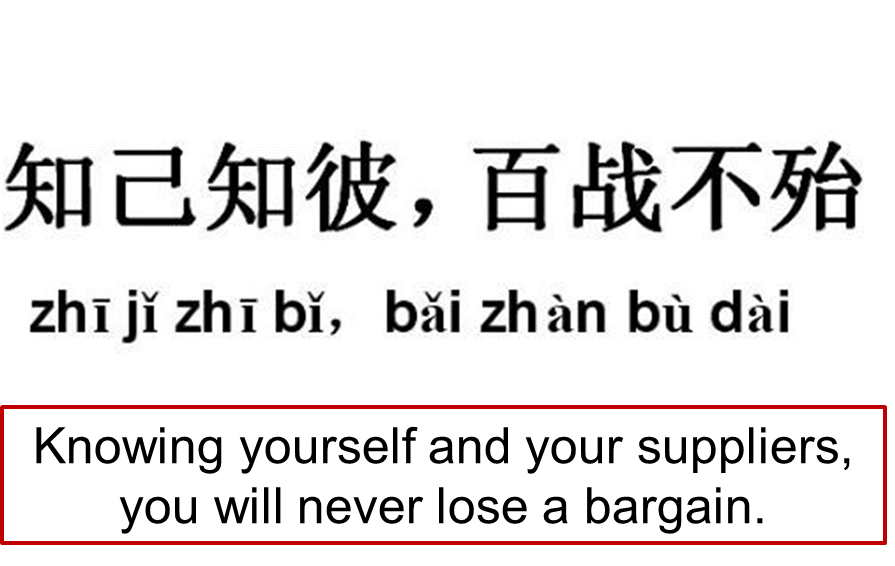 知己知彼，百战不殆
zhī jǐ zhī bǐ，bǎi zhàn bù dài
Knowing yourself and your suppliers,
you will never lose a bargain.